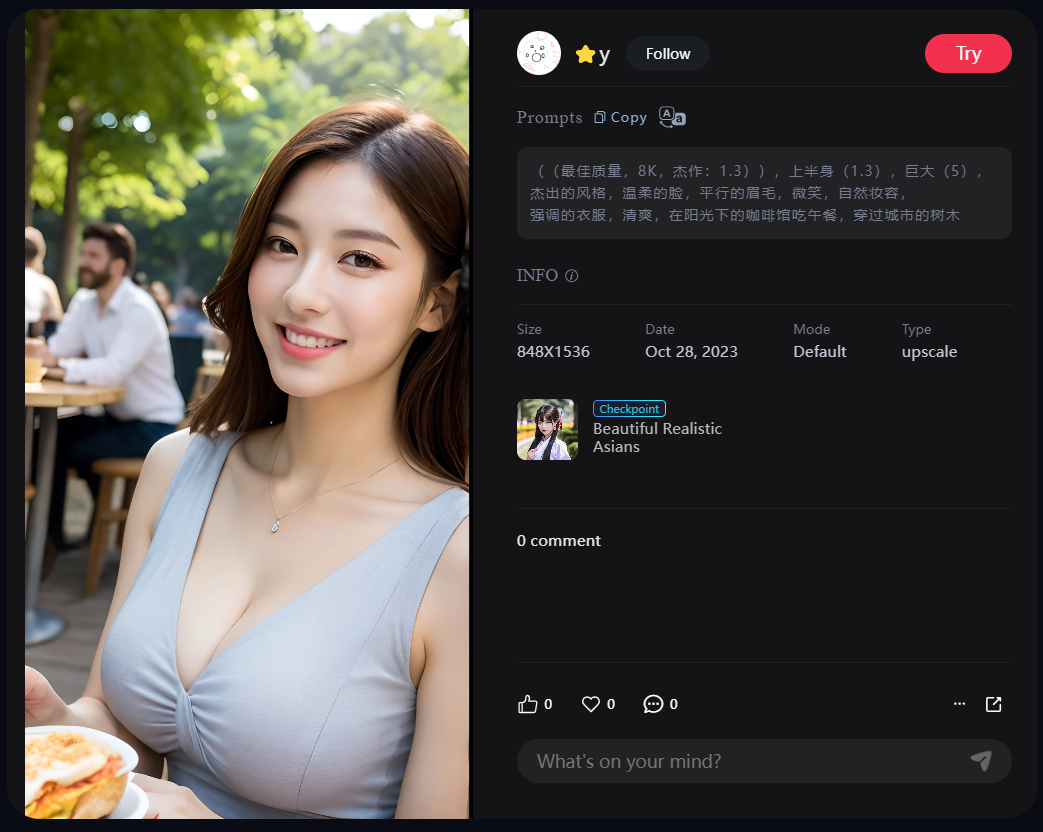 y
Follow
Try
Prompts
Copy
A a
（（最佳质量，8K，杰作：1.3）），上半身（1.3），巨大（5），
杰出的风格，温柔的脸，平行的眉毛，微笑，自然妆容，
强调的衣服，清爽，在阳光下的咖啡馆吃午餐，穿过城市的树木
INFO
Size
Date
Mode
Type
848X1536
Oct 28, 2023
Default
upscale
Checkpoint
Beautiful Realistic
Asians
0 comment
0
0
0
What's on your mind?